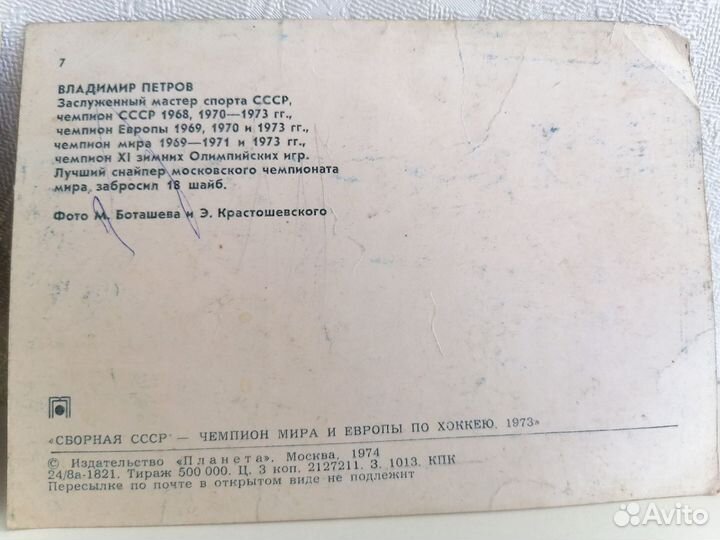 7
ВЛАДИМИР ПЕТРОВ
Заслуженный мастер спорта СССР,
чемпион СССР 1968, 1970—1973 гг.,
чемпион Европы 1969, 1970 и 1973 гг.,
чемпион мира 1969—1971 и 1973 гг.,
чемпион XI зимних Олимпийских игр.
Лучший снайпер московского чемпионата
мира, забросил 18 шайб.
Фото М. Боташева и Э. Крастошевского
«СБОРНАЯ СССР — ЧЕМПИОН МИРА И ЕВРОПЫ ПО ХОККЕЮ. 1973»
© Издательство «Планета». Москва, 1974
24/8а-1821. Тираж 500 000. Ц. 3 коп. 2127211. З. 1013. КПК
Пересылке по почте в открытом виде не подлежит
Avito